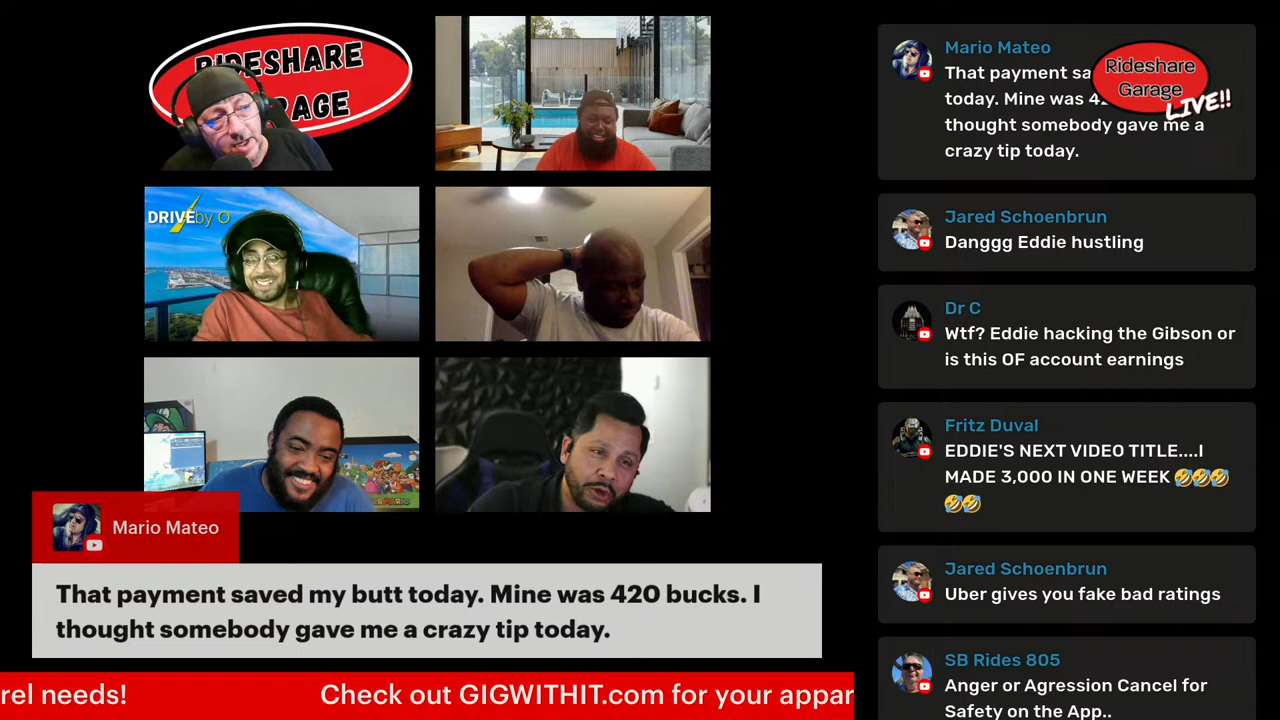 RIDESHARE
GARAGE
DRIVEby O
Mario Mateo
That payment saved my butt today. Mine was 420 bucks. I
thought somebody gave me a crazy tip today.
rel needs!
Check out GIGWITHIT.com for your appar
Mario Mateo
That payment sa
today. Mine was 42
thought somebody gave me a
crazy tip today.
Rideshare
Garage
LIVE!!
Jared Schoenbrun
Danggg Eddie hustling
Dr C
Wtf? Eddie hacking the Gibson or
is this OF account earnings
Fritz Duval
EDDIE'S NEXT VIDEO TITLE....I
MADE 3,000 IN ONE WEEK 🤣🤣🤣
🤣🤣
Jared Schoenbrun
Uber gives you fake bad ratings
SB Rides 805
Anger or Agression Cancel for
Safety on the App..